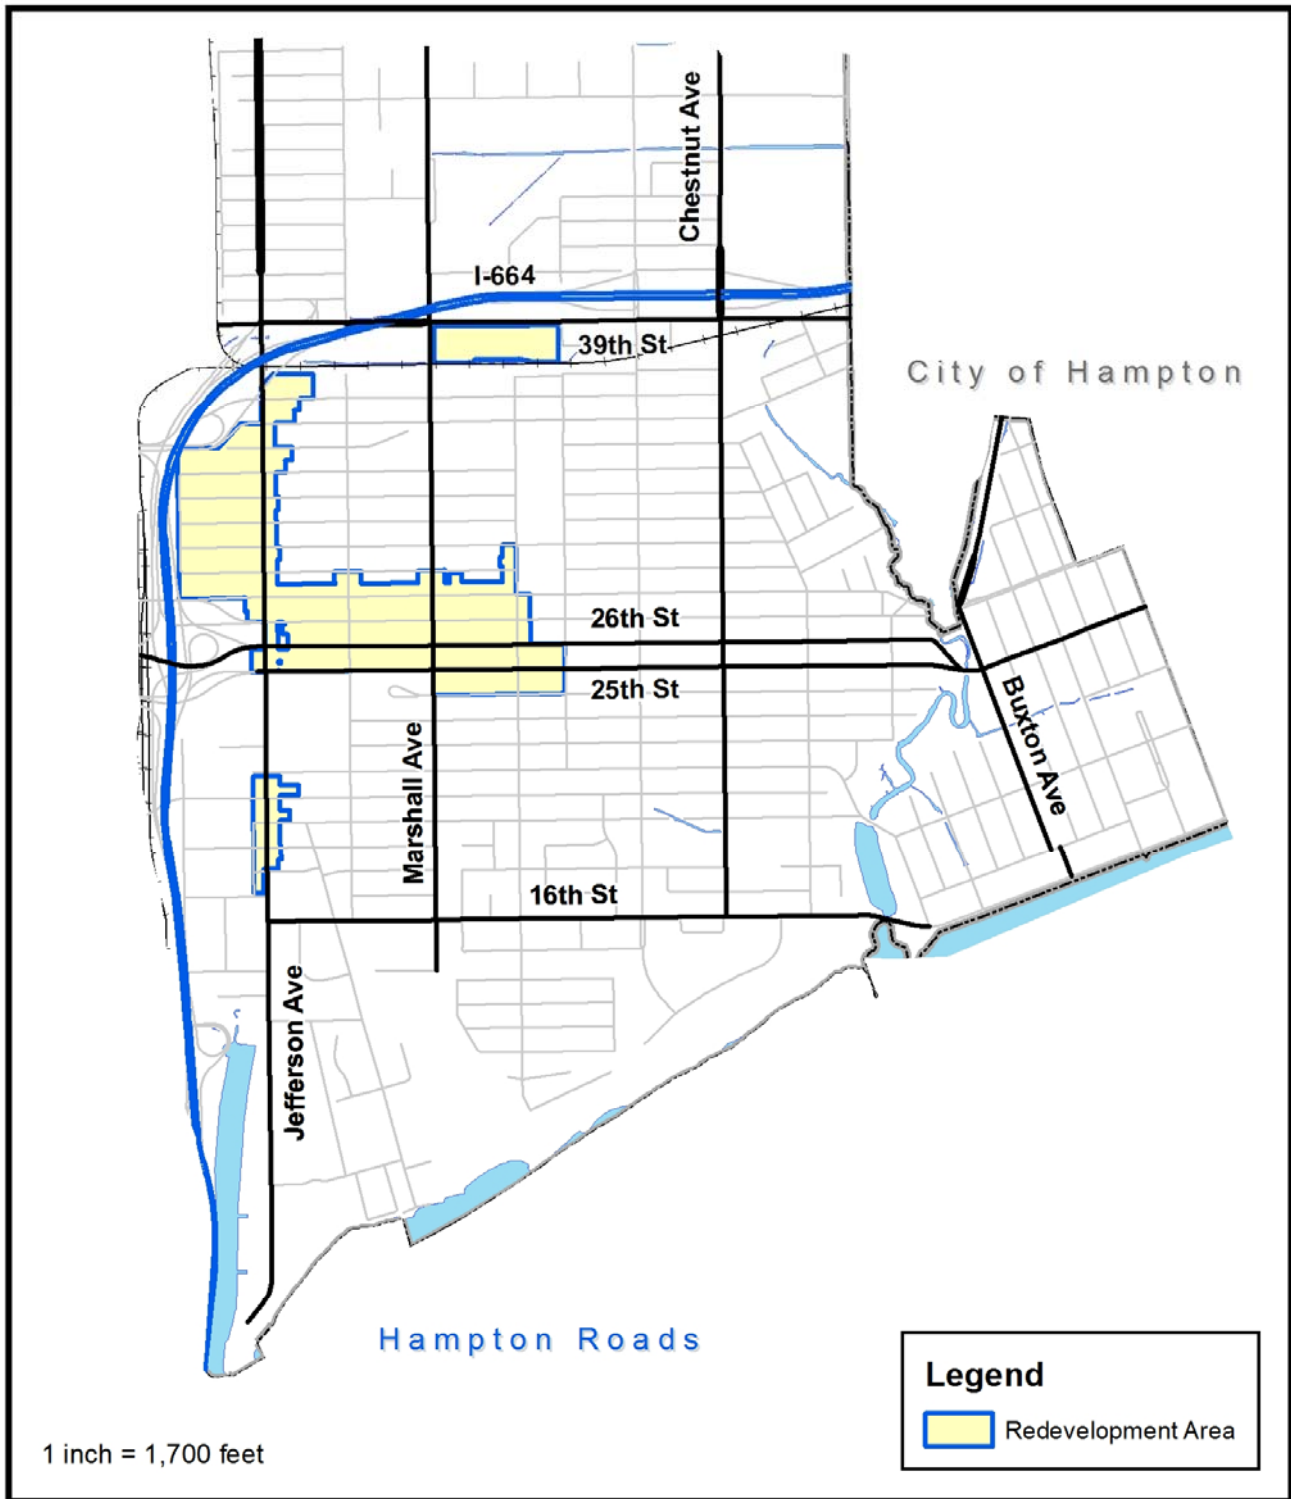 Chestnut Ave
I-664
39th St
City of Hampton
26th St
25th St
Buxton Ave
Marshall Ave
16th St
Jefferson Ave
Hampton Roads
Legend
Redevelopment Area
1 inch = 1,700 feet